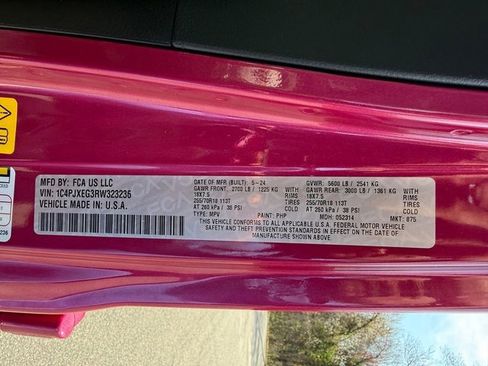 MFD BY: FCA US LLC
VIN: 1C4PJXEG3RW323236
VEHICLE MADE IN: U.S.A.
DATE OF MFR (BUILT): 5-24
GAWR FRONT: 2700 LB / 1225 KG WITH
18X7.5 RIMS
255/70R18 113T TIRES
AT 260 kPa / 38 PSI COLD
TYPE: MPV PAINT: PHP
GVWR: 5600 LB / 2541 KG
GAWR REAR: 3000 LB / 1361 KG WITH
18X7.5 RIMS
255/70R18 113T TIRES
AT 260 kPa / 38 PSI COLD
MDH: 052314 MKT: 875
THIS VEHICLE CONFORMS TO ALL APPLICABLE U.S.A. FEDERAL MOTOR VEHICLE
SAFETY AND THEFT PREVENTION STANDARDS IN EFFECT ON THE DATE OF
MANUFACTURE SHOWN ABOVE.